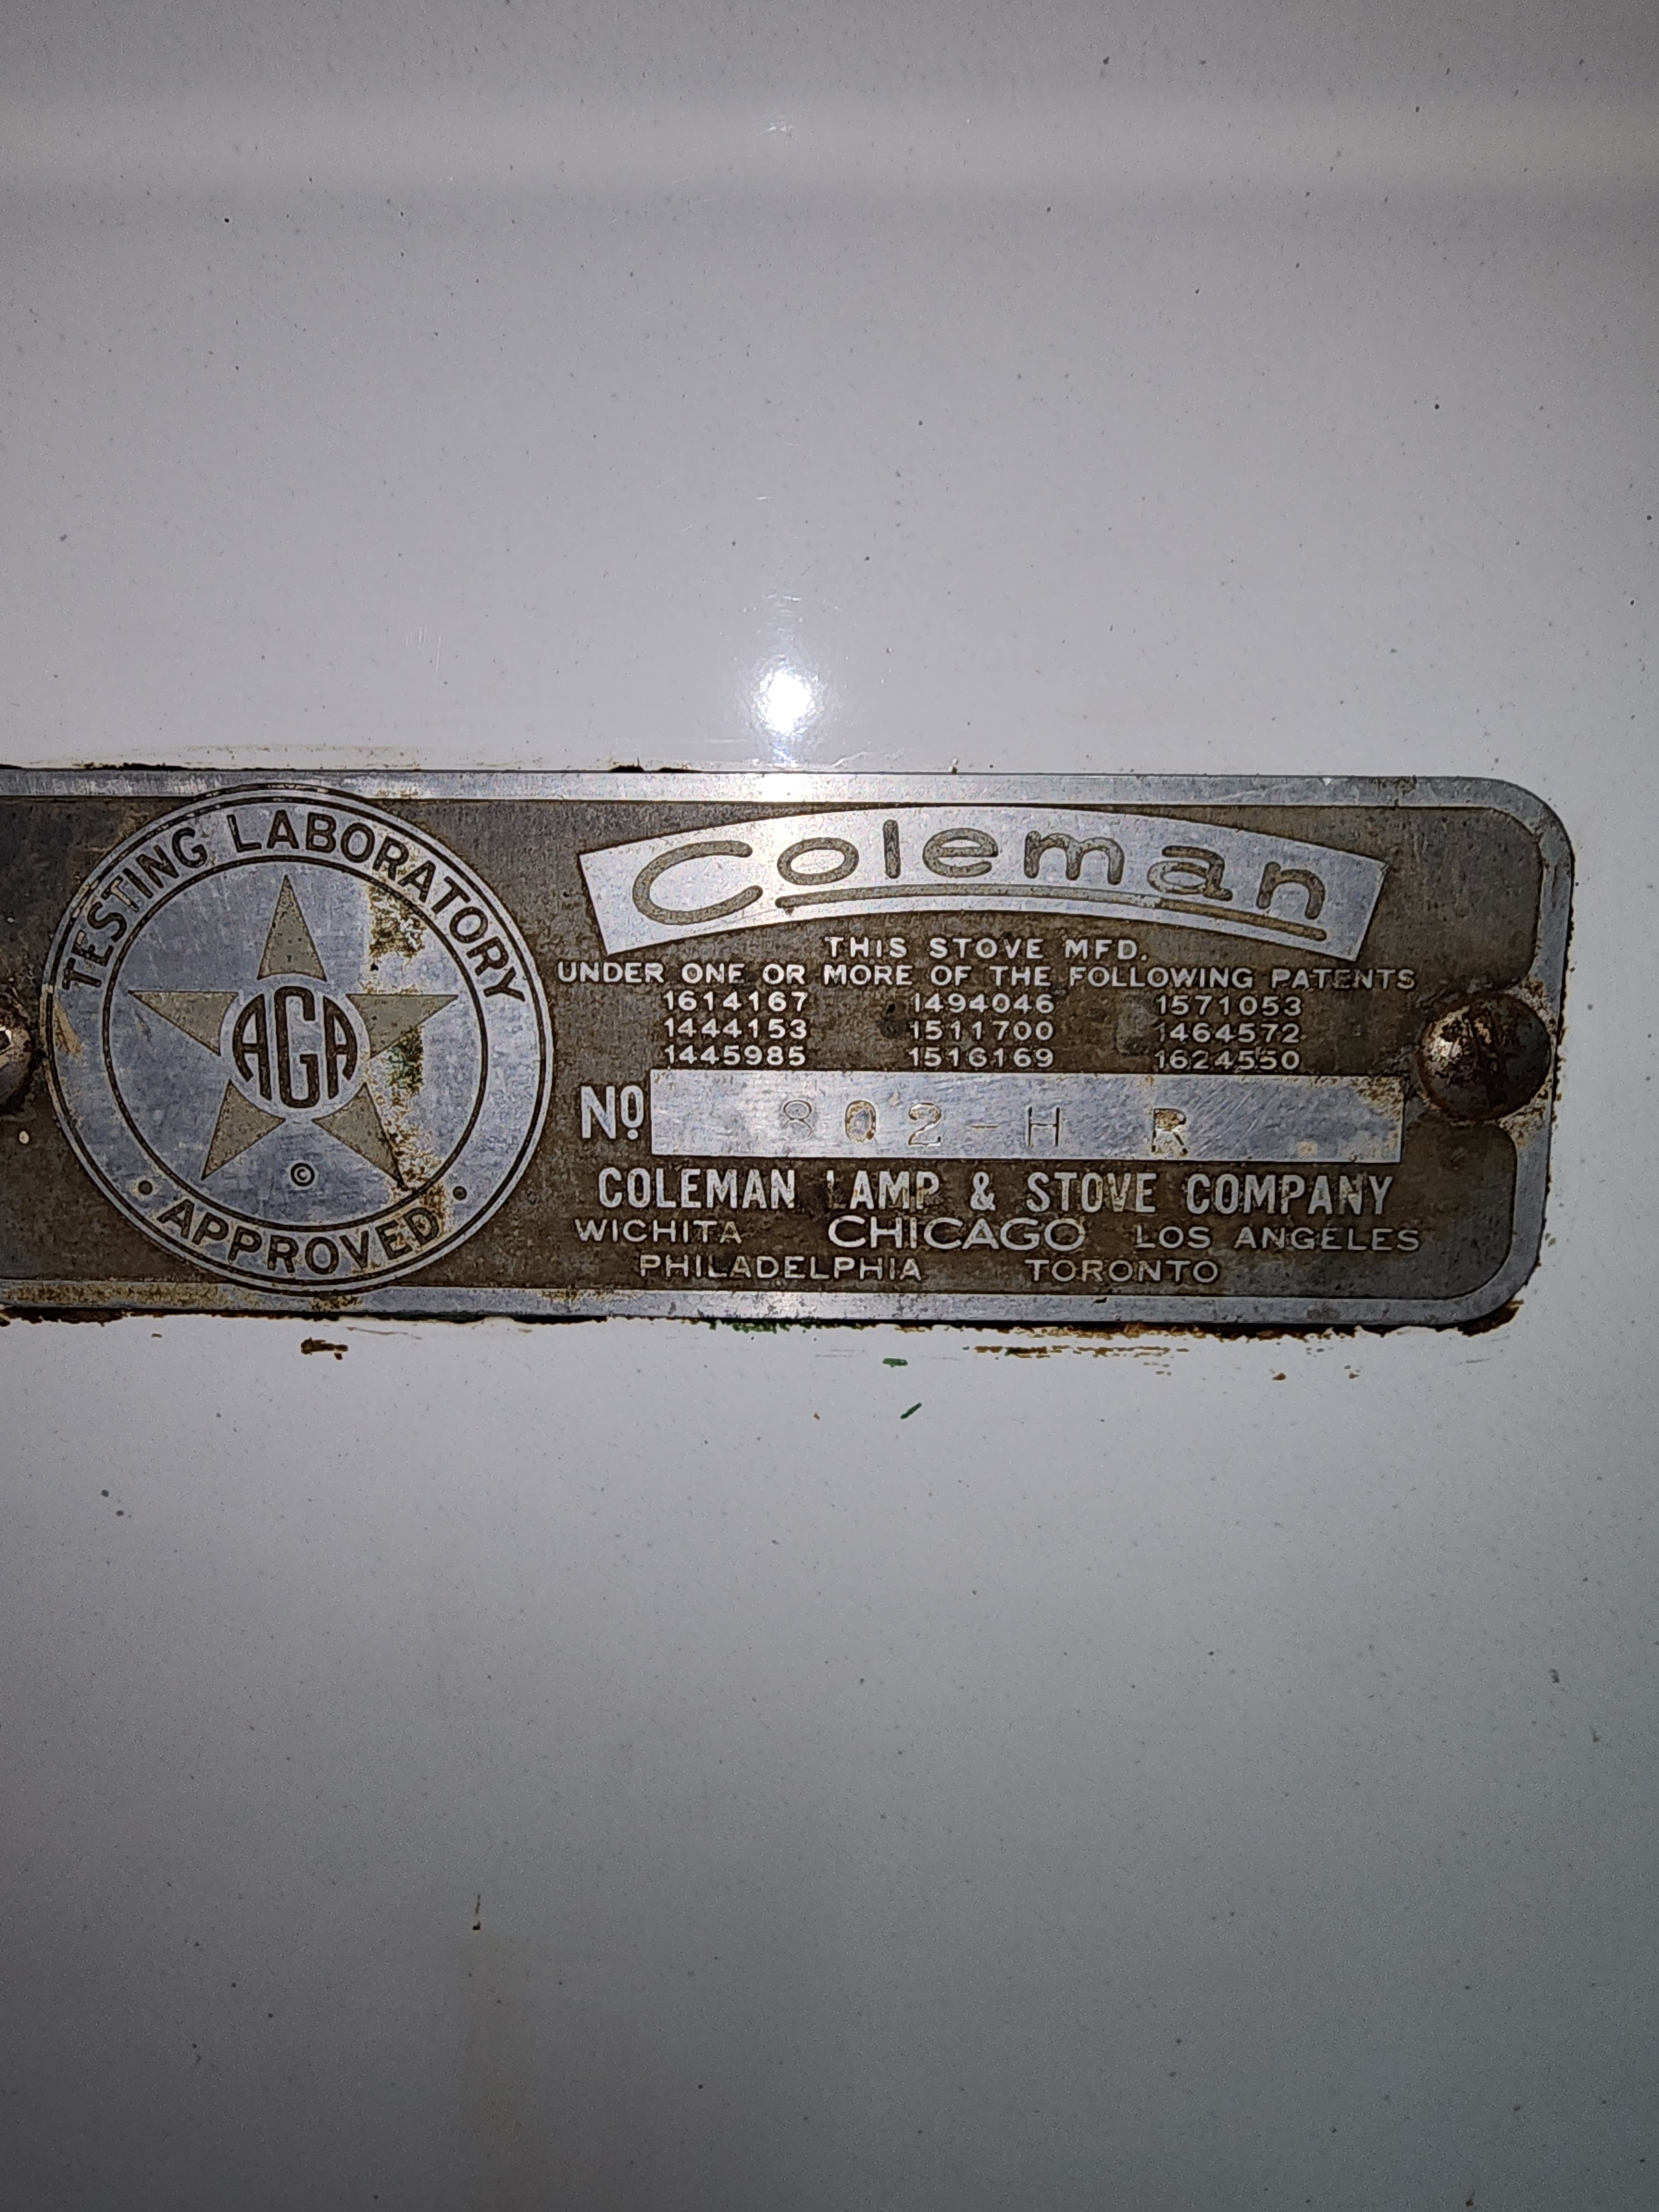 TESTING LABORATORY
AGA
©
• APPROVED •
Coleman
THIS STOVE MFD.
UNDER ONE OR MORE OF THE FOLLOWING PATENTS
1614167 1494046 1571053
1444153 1511700 1464572
1445985 1516169 1624550
NO 802-H R
COLEMAN LAMP & STOVE COMPANY
WICHITA CHICAGO LOS ANGELES
PHILADELPHIA TORONTO